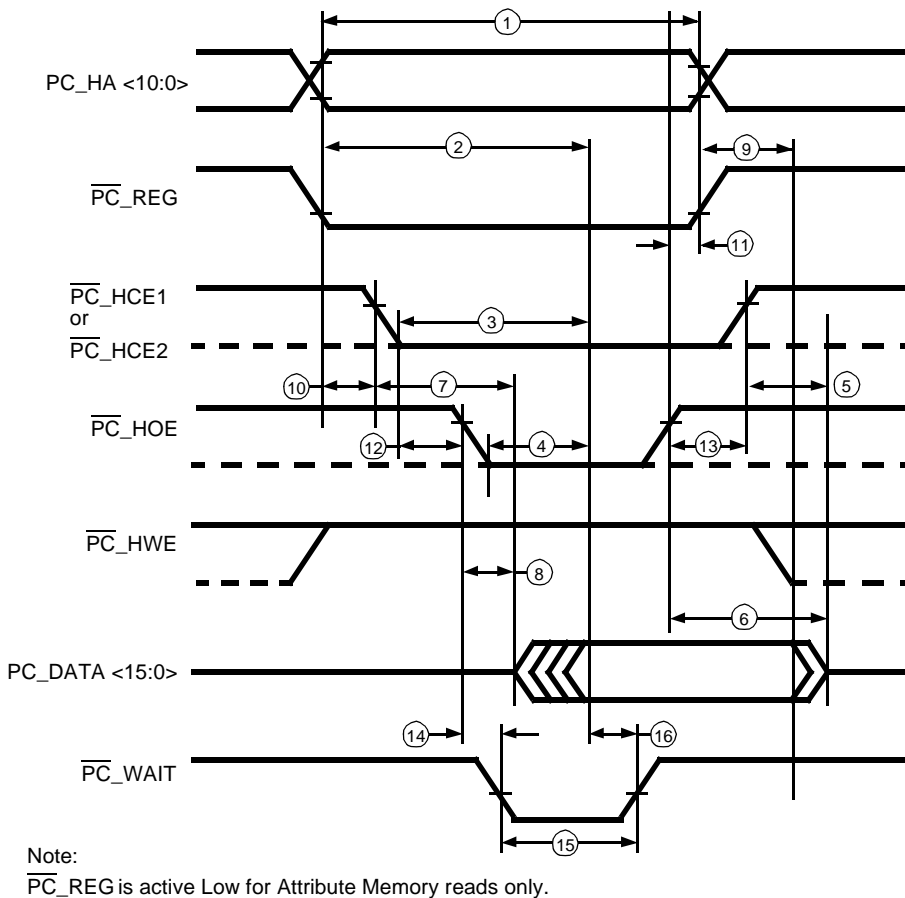 1
PC_HA <10:0>
2
9
PC_REG
11
PC_HCE1
or
PC_HCE2
3
10
7
5
PC_HOE
12
4
13
PC_HWE
8
6
PC_DATA <15:0>
14
16
PC_WAIT
15
Note:
PC_REG is active Low for Attribute Memory reads only.